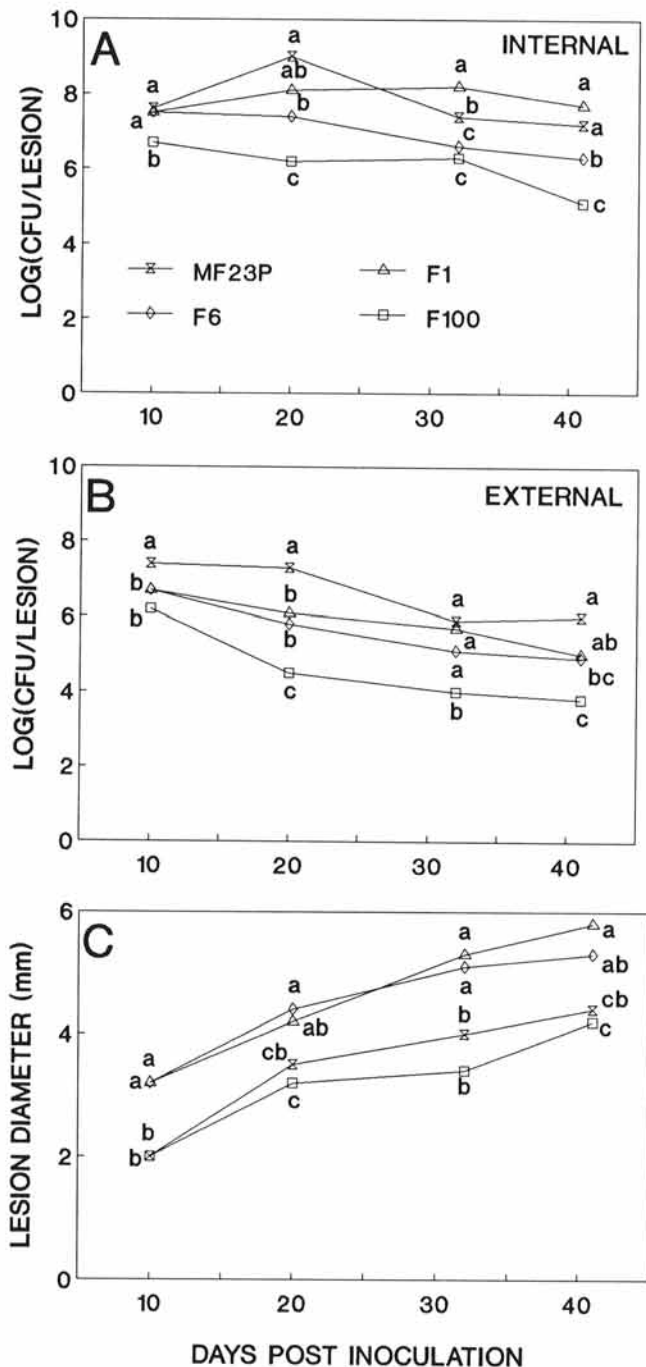 A
INTERNAL
LOG(CFU/LESION)
10
8
6
4
2
0
a
a
ab
b
a
b
c
a
b
c
a
b
c
a
a
b
c
MF23P
F1
F6
F100
10
20
30
40
B
EXTERNAL
LOG(CFU/LESION)
10
8
6
4
2
0
a
b
b
a
b
b
c
a
a
a
b
a
ab
bc
c
10
20
30
40
C
LESION DIAMETER (mm)
6
4
2
0
a
a
b
b
a
ab
cb
c
a
a
b
b
a
ab
cb
c
10
20
30
40
DAYS POST INOCULATION